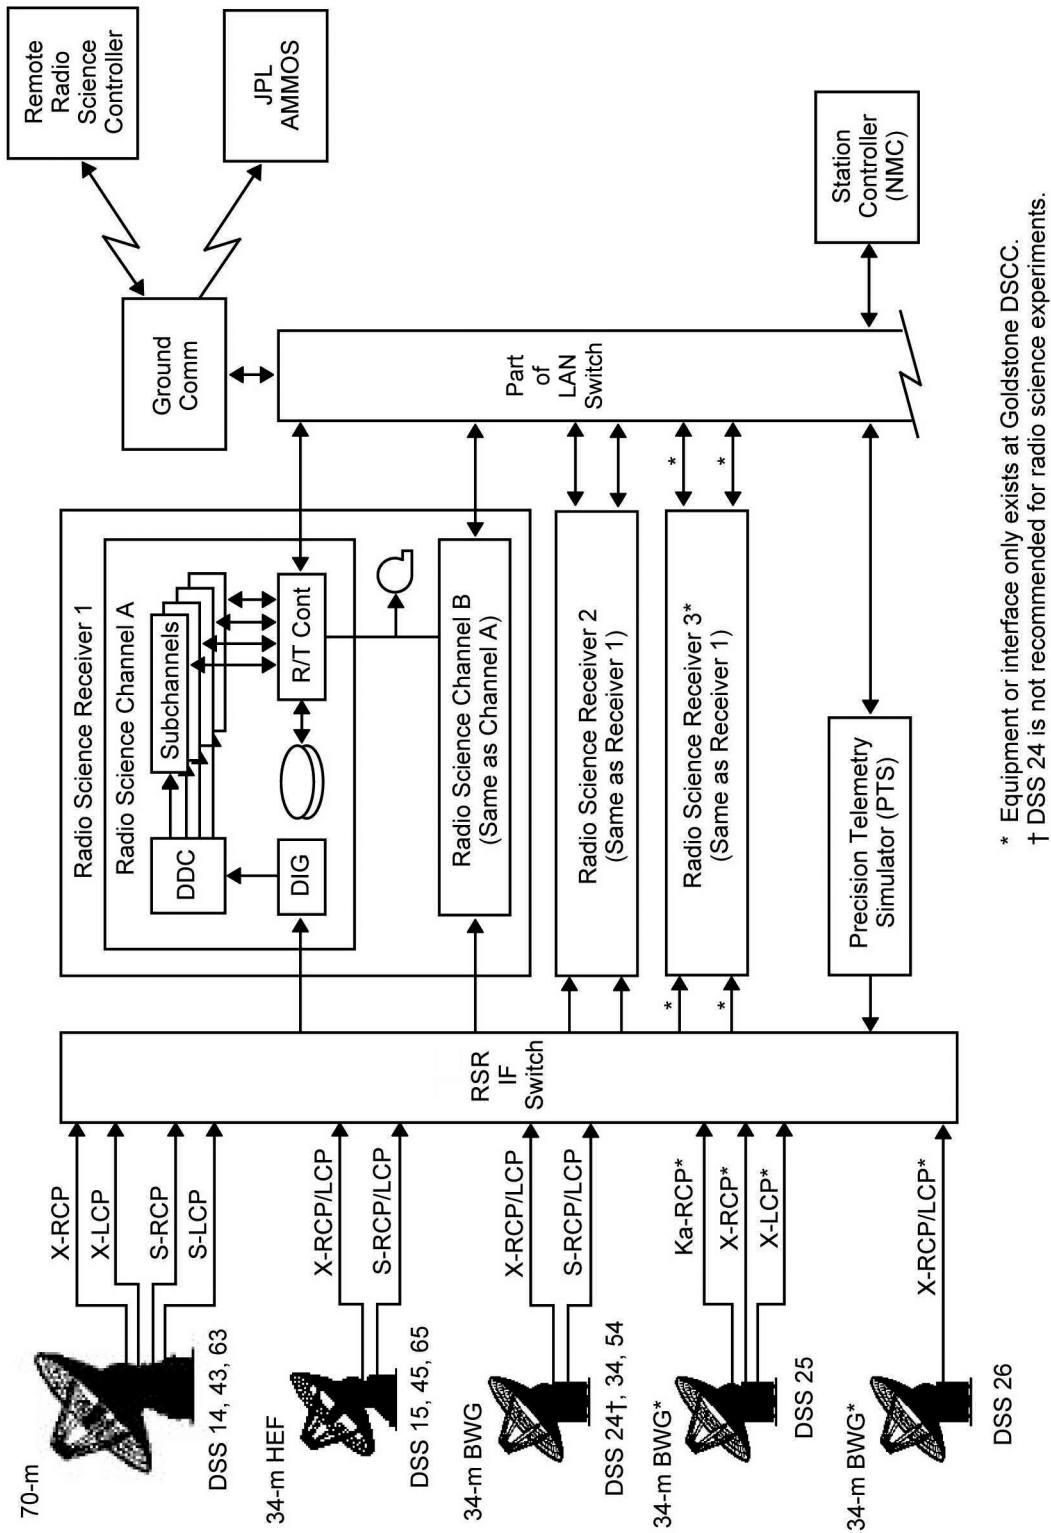 70-m
X-RCP
X-LCP
S-RCP
S-LCP
DSS 14, 43, 63
34-m HEF
X-RCP/LCP
S-RCP/LCP
DSS 15, 45, 65
34-m BWG
X-RCP/LCP
S-RCP/LCP
DSS 24†, 34, 54
34-m BWG*
Ka-RCP*
X-RCP*
X-LCP*
DSS 25
34-m BWG*
X-RCP/LCP*
DSS 26
RSR
IF
Switch
Radio Science Receiver 1
Radio Science Channel A
DDC
Subchannels
DIG
R/T Cont
Radio Science Channel B
(Same as Channel A)
Radio Science Receiver 2
(Same as Receiver 1)
*
*
Radio Science Receiver 3*
(Same as Receiver 1)
*
*
Precision Telemetry
Simulator (PTS)
Part
of
LAN
Switch
Ground
Comm
Remote
Radio
Science
Controller
JPL
AMMOS
Station
Controller
(NMC)
* Equipment or interface only exists at Goldstone DSCC.
† DSS 24 is not recommended for radio science experiments.